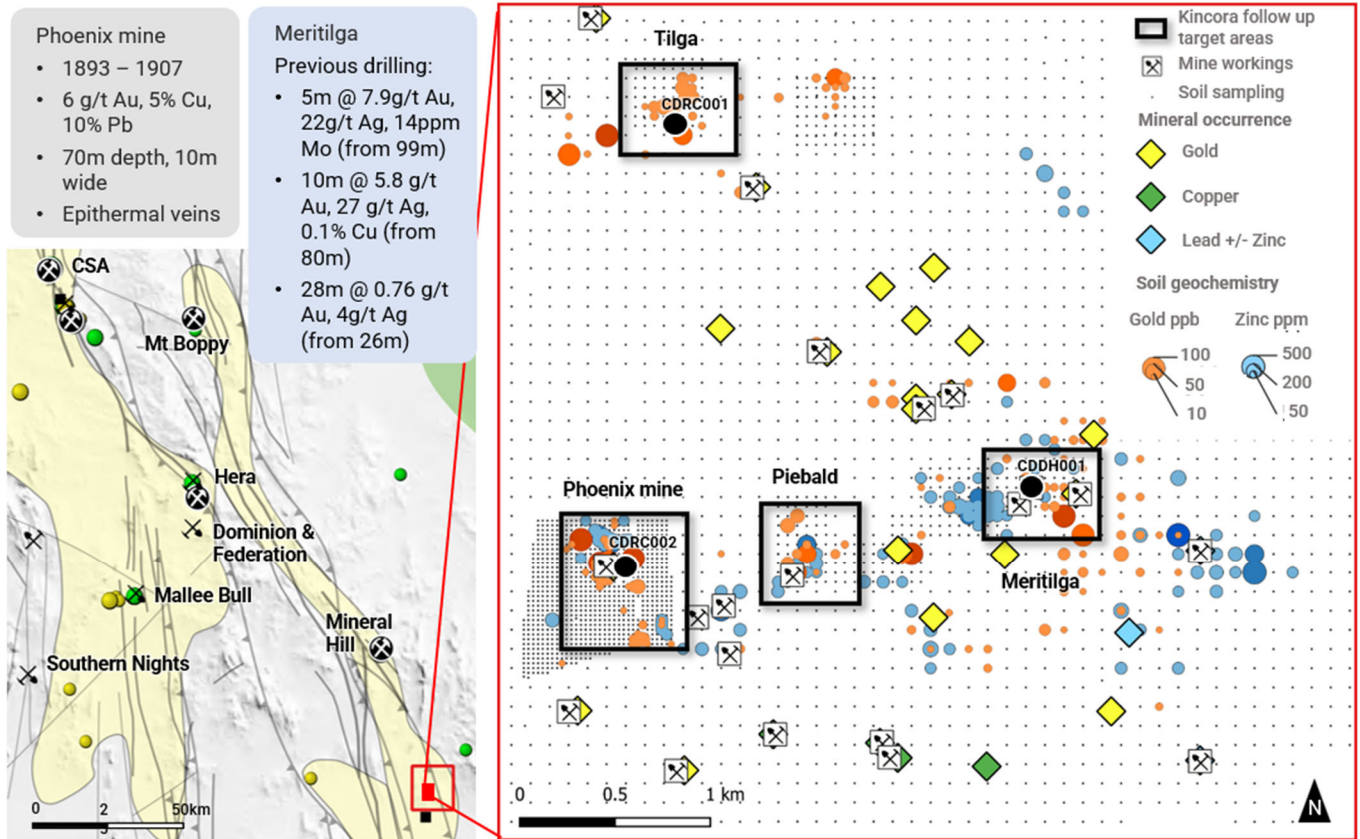 Phoenix mine
• 1893 – 1907
• 6 g/t Au, 5% Cu,
10% Pb
• 70m depth, 10m
wide
• Epithermal veins
Meritilga
Previous drilling:
• 5m @ 7.9g/t Au,
22g/t Ag, 14ppm
Mo (from 99m)
• 10m @ 5.8 g/t
Au, 27 g/t Ag,
0.1% Cu (from
80m)
• 28m @ 0.76 g/t
Au, 4g/t Ag
(from 26m)
CSA
Mt Boppy
Hera
Dominion &
Federation
Mallee Bull
Mineral
Hill
Southern Nights
0 2 50km
Tilga
CDRC001
Phoenix mine
CDRC002
Piebald
CDDH001
Meritilga
0 0.5 1 km
Kincora follow up
target areas
Mine workings
Soil sampling
Mineral occurrence
Gold
Copper
Lead +/- Zinc
Soil geochemistry
Gold ppb Zinc ppm
100 500
50 200
10 50
N